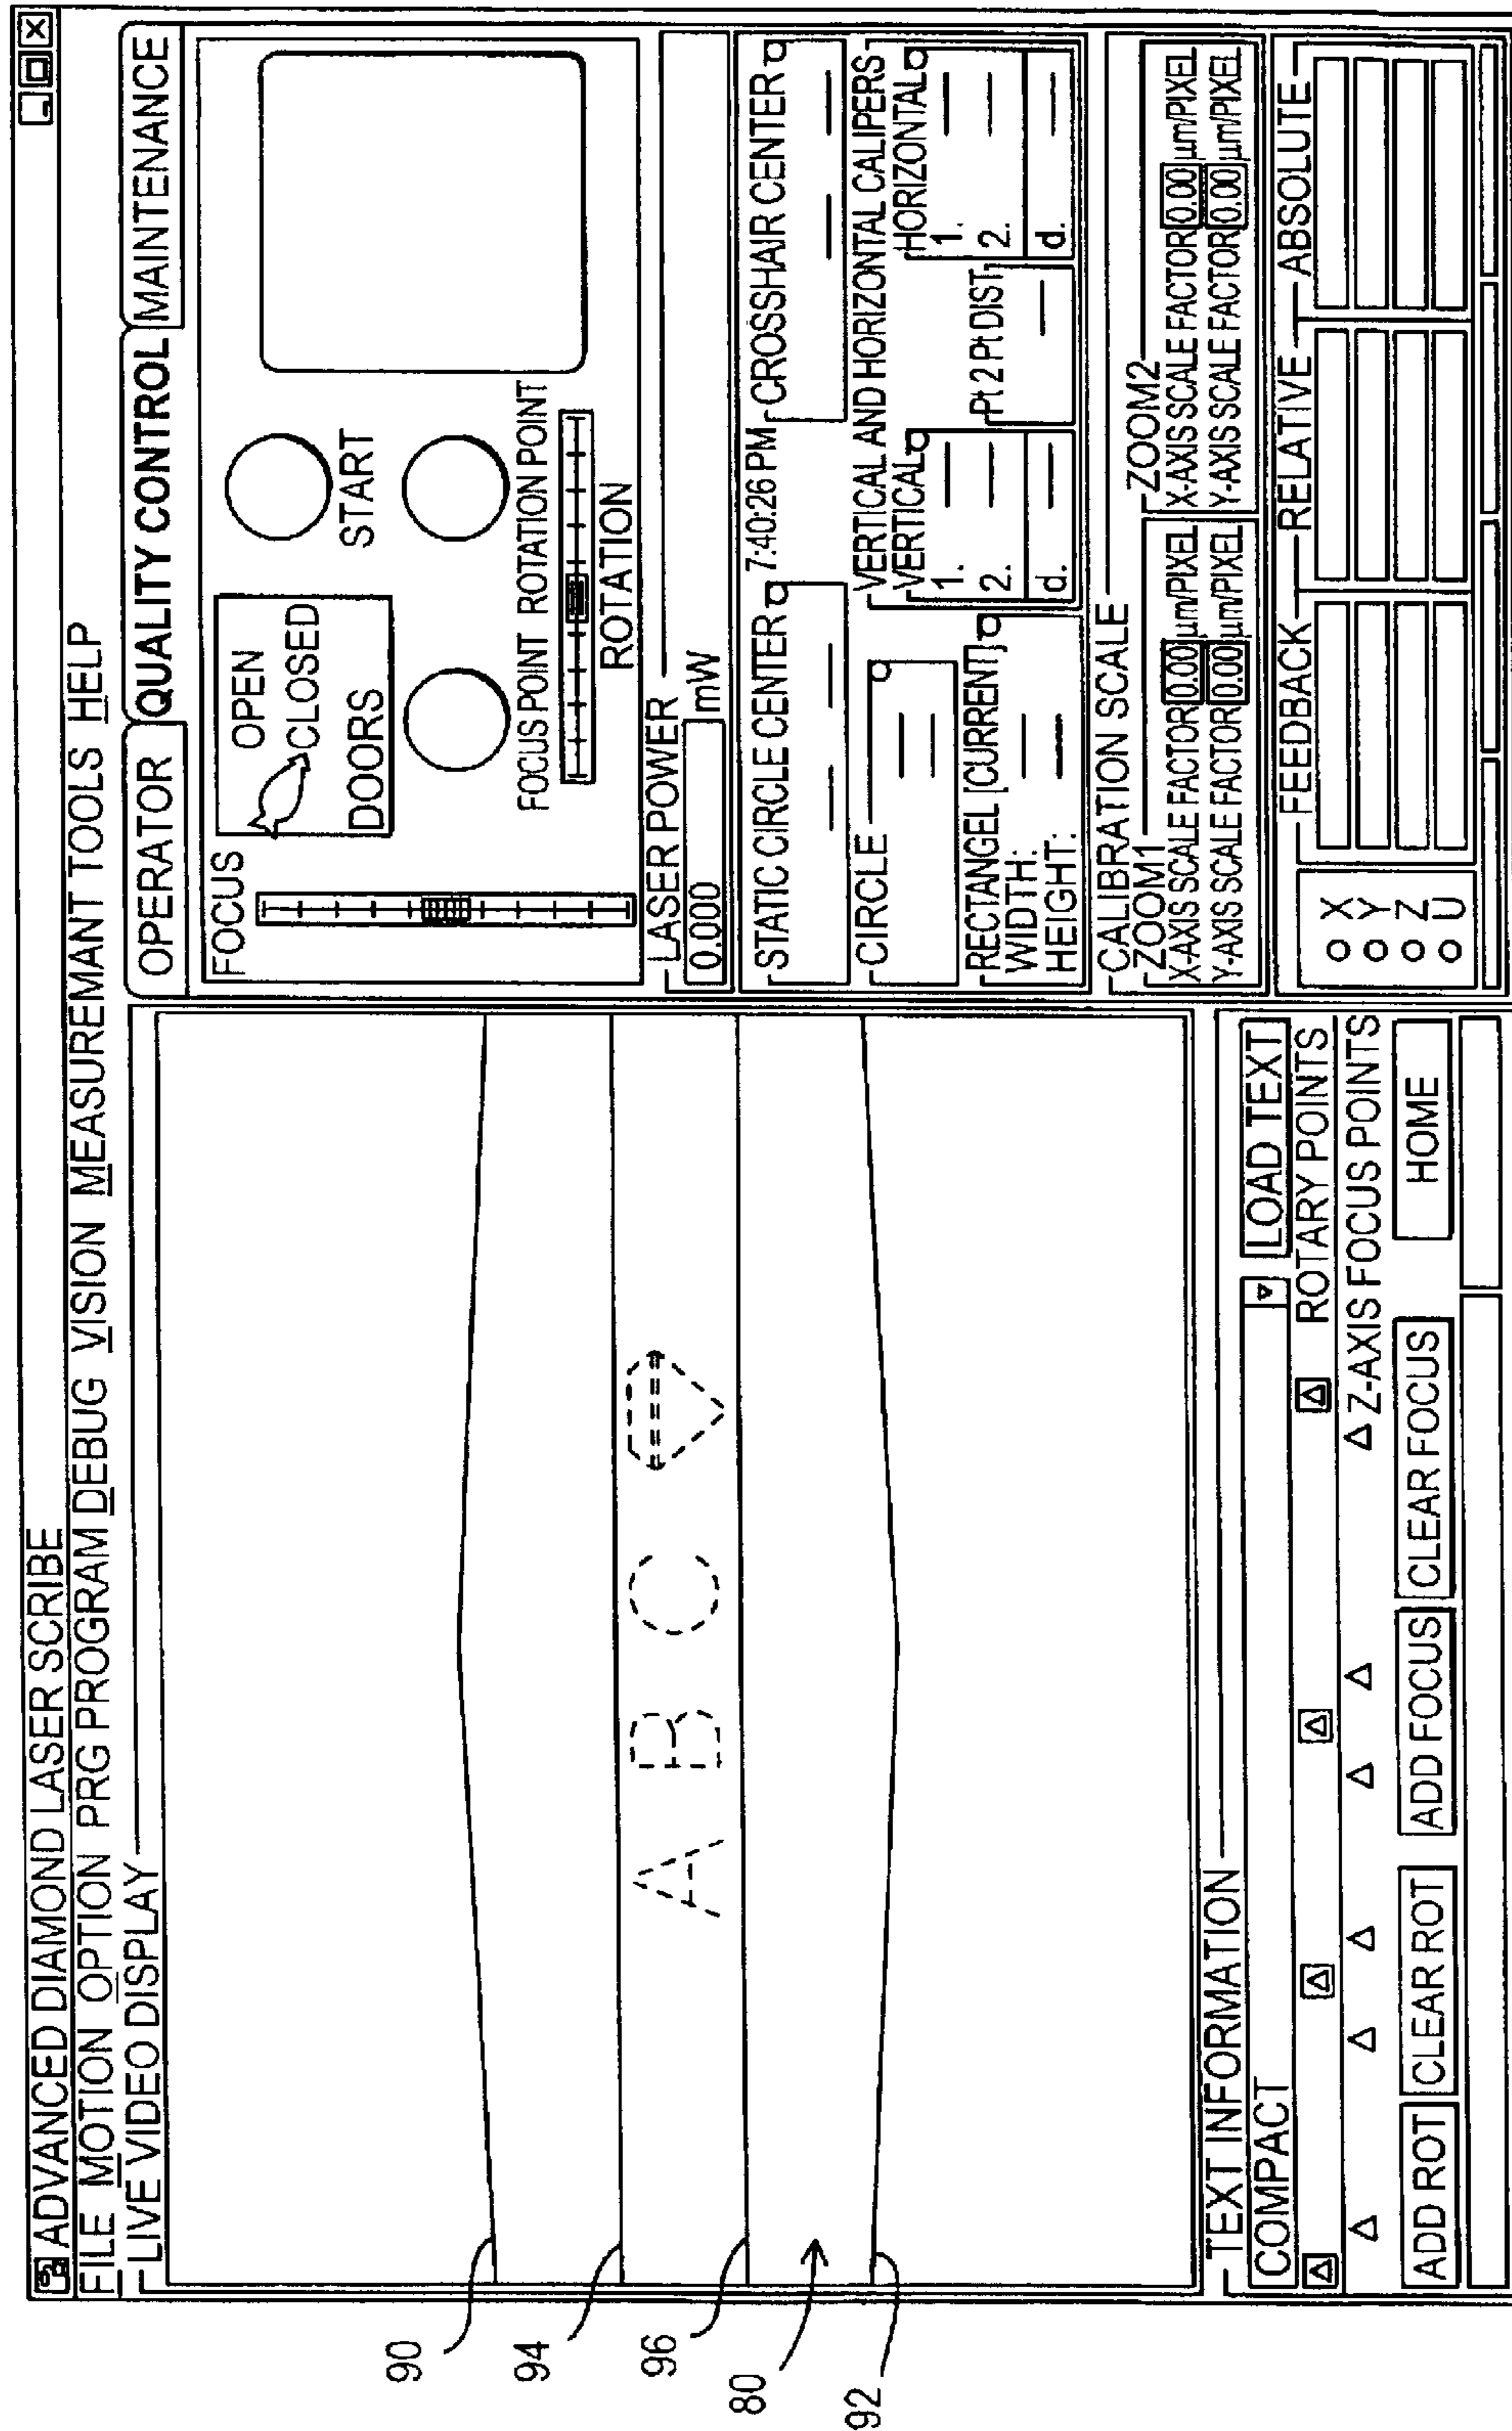 ADVANCED DIAMOND LASER SCRIBE
FILE MOTION OPTION PRG PROGRAM DEBUG VISION MEASUREMANT TOOLS HELP
LIVE VIDEO DISPLAY
90
94
96
80
92
A B C
TEXT INFORMATION
COMPACT
LOAD TEXT
ROTARY POINTS
Z-AXIS FOCUS POINTS
ADD ROT
CLEAR ROT
ADD FOCUS
CLEAR FOCUS
HOME
OPERATOR
QUALITY CONTROL
MAINTENANCE
FOCUS
OPEN
CLOSED
DOORS
START
FOCUS POINT
ROTATION POINT
ROTATION
LASER POWER
0.000 mW
STATIC CIRCLE CENTER
7:40:26 PM
CROSSHAIR CENTER
CIRCLE
VERTICAL AND HORIZONTAL CALIPERS
VERTICAL
1.
2.
d.
Pt 2 Pt DIST
HORIZONTAL
1.
2.
d.
RECTANGEL [CURRENT]
WIDTH:
HEIGHT:
CALIBRATION SCALE
ZOOM1
X-AXIS SCALE FACTOR 0.00 µm/PIXEL
Y-AXIS SCALE FACTOR 0.00 µm/PIXEL
ZOOM2
X-AXIS SCALE FACTOR 0.00 µm/PIXEL
Y-AXIS SCALE FACTOR 0.00 µm/PIXEL
FEEDBACK
RELATIVE
ABSOLUTE
X
Y
Z
U